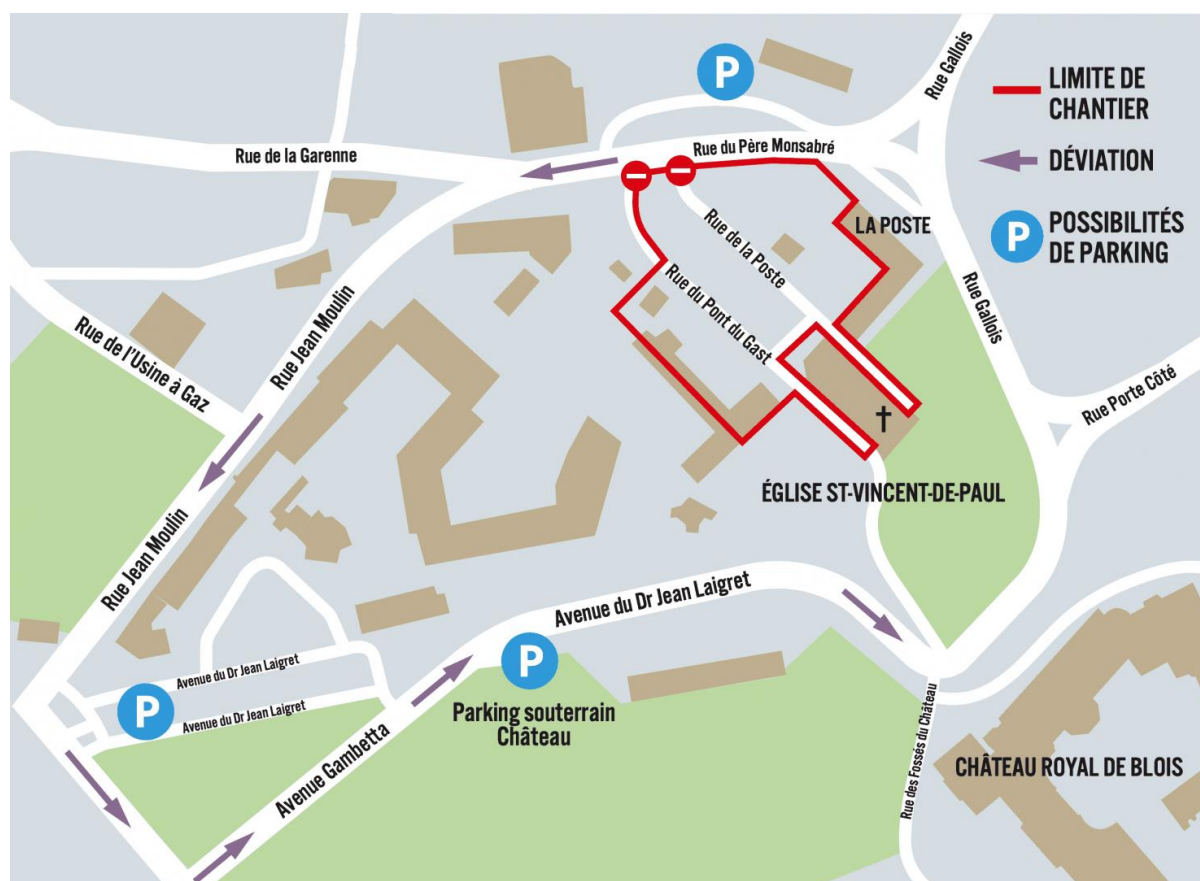 P
Rue Gallois
LIMITE DE
CHANTIER
Rue du Père Monsabré
Rue de la Garenne
DÉVIATION
LA POSTE
P
POSSIBILITÉS
DE PARKING
Rue de la Poste
Rue du Pont du Gast
Rue Gallois
Rue Jean Moulin
Rue de l'Usine à Gaz
Rue Porte Côté
ÉGLISE ST-VINCENT-DE-PAUL
Rue Jean Moulin
Avenue du Dr Jean Laigret
Avenue du Dr Jean Laigret
P
P
Avenue du Dr Jean Laigret
Parking souterrain
Château
Avenue Gambetta
Rue des Fossés du Château
CHÂTEAU ROYAL DE BLOIS